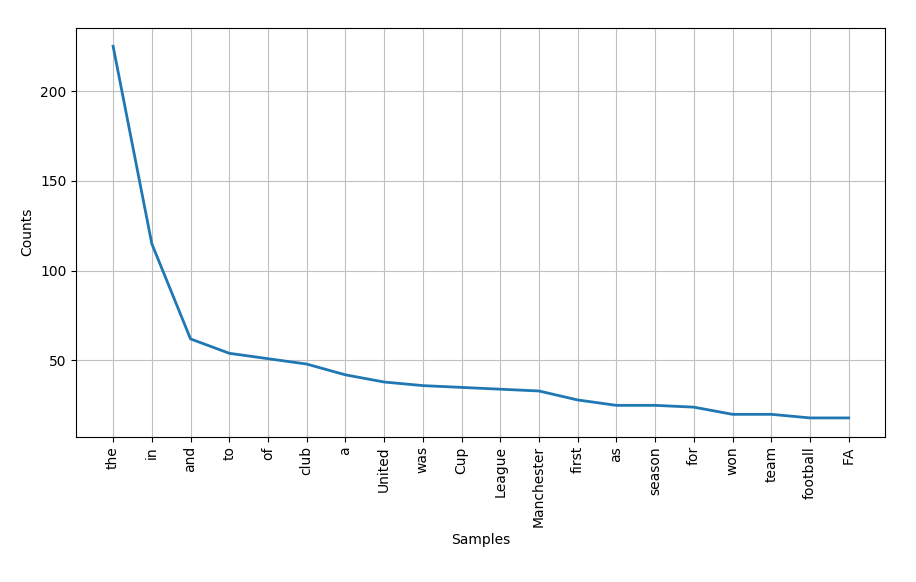 200
150
100
50
Counts
the in and to of club a United was Cup League Manchester first as season for won team football FA
Samples